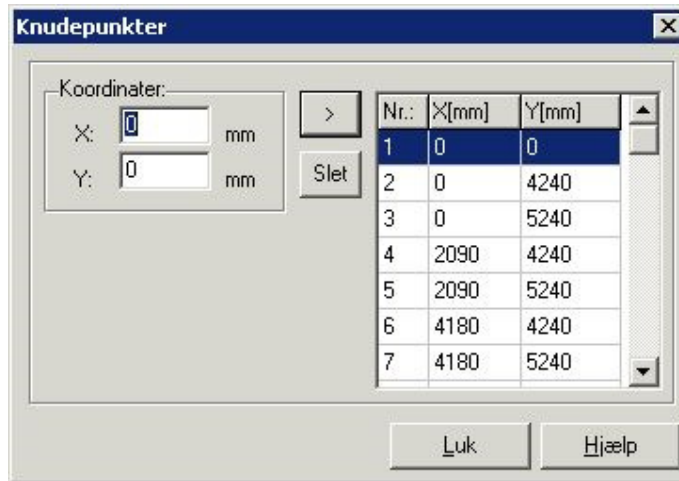 Knudepunkter
Koordinater:
X: 0 mm
Y: 0 mm
>
Slet
Nr.: X[mm] Y[mm]
1 0 0
2 0 4240
3 0 5240
4 2090 4240
5 2090 5240
6 4180 4240
7 4180 5240
Luk Hjælp